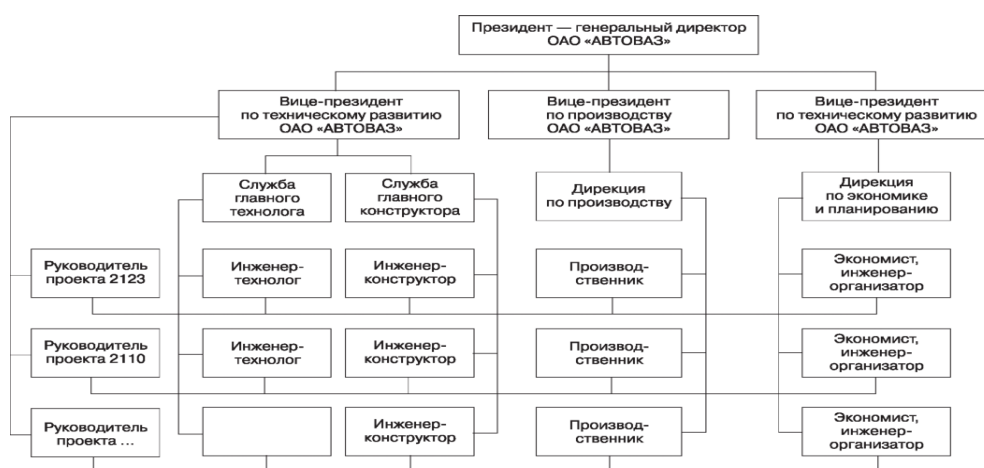 Президент — генеральный директор
ОАО «АВТОВАЗ»
Вице-президент
по техническому развитию
ОАО «АВТОВАЗ»
Вице-президент
по производству
ОАО «АВТОВАЗ»
Вице-президент
по техническому развитию
ОАО «АВТОВАЗ»
Служба
главного
технолога
Служба
главного
конструктора
Дирекция
по производству
Дирекция
по экономике
и планированию
Руководитель
проекта 2123
Инженер-
технолог
Инженер-
конструктор
Производ-
ственник
Экономист,
инженер-
организатор
Руководитель
проекта 2110
Инженер-
технолог
Инженер-
конструктор
Производ-
ственник
Экономист,
инженер-
организатор
Руководитель
проекта ...
Инженер-
конструктор
Производ-
ственник
Экономист,
инженер-
организатор